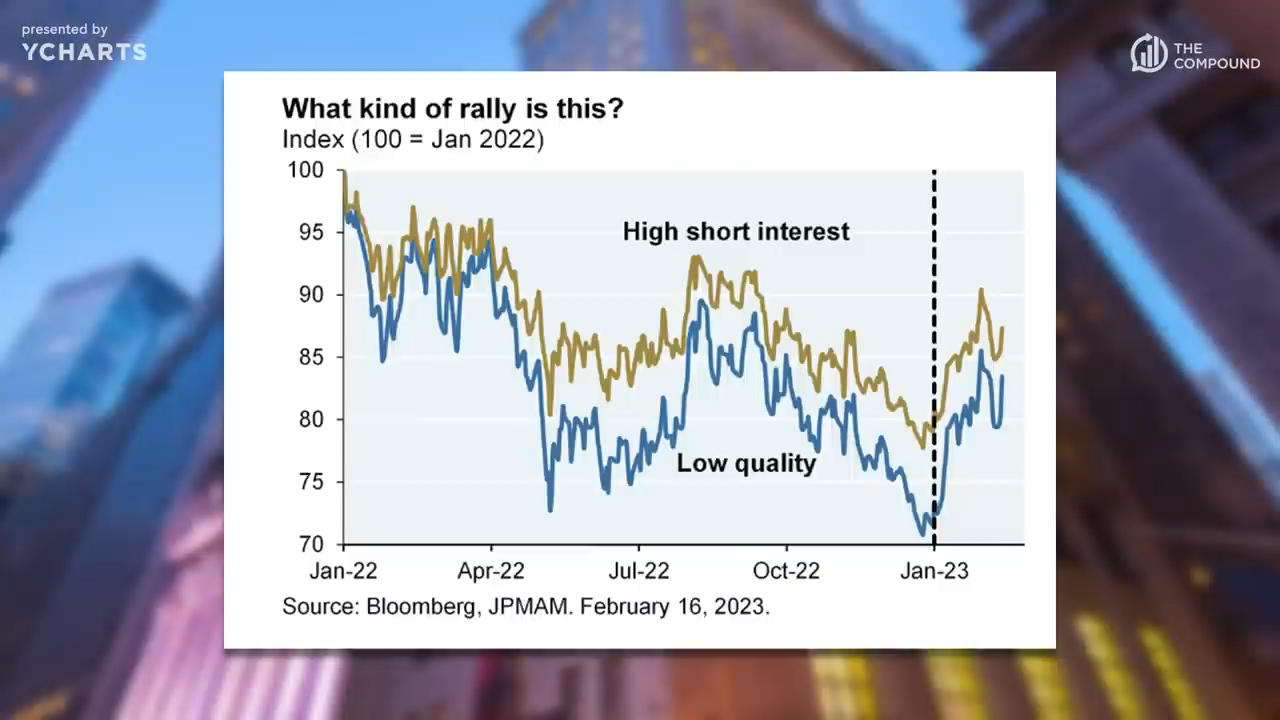 presented by
YCHARTS
THE
COMPOUND
What kind of rally is this?
Index (100 = Jan 2022)
100
95
90
85
80
75
70
High short interest
Low quality
Jan-22
Apr-22
Jul-22
Oct-22
Jan-23
Source: Bloomberg, JPMAM. February 16, 2023.